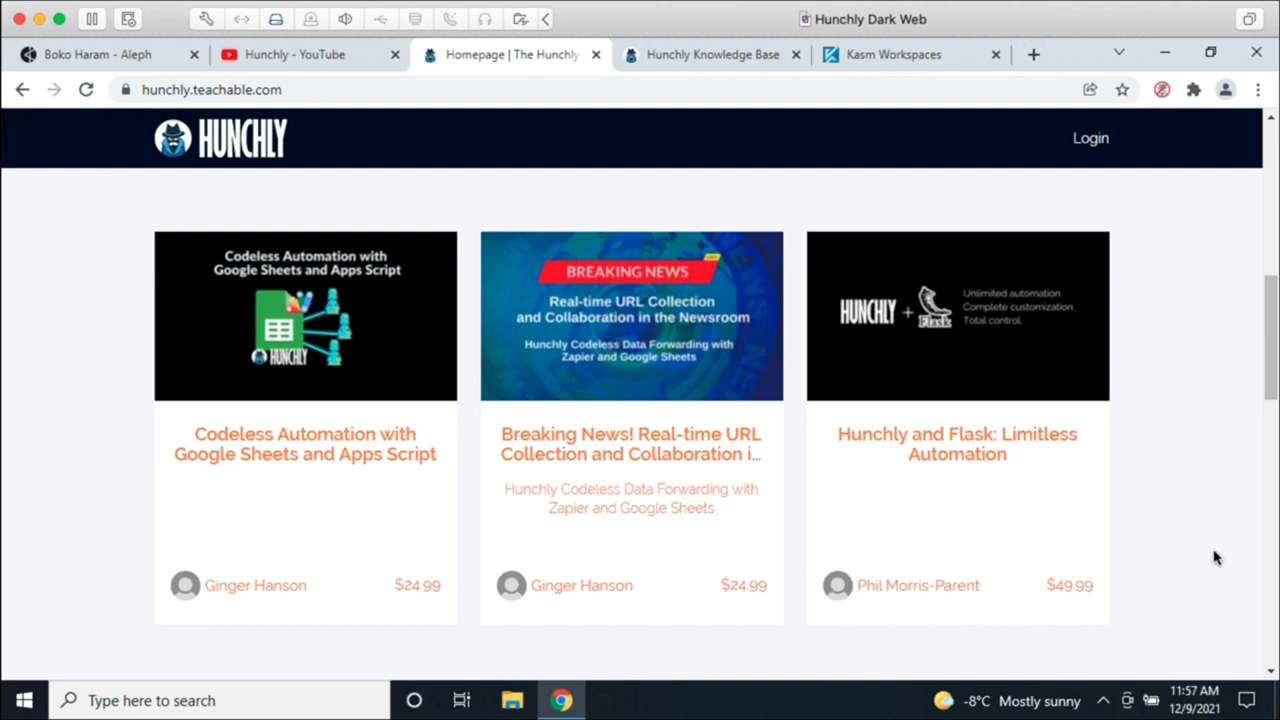 Hunchly Dark Web
Boko Haram - Aleph
Hunchly - YouTube
Homepage | The Hunchly
Hunchly Knowledge Base
Kasm Workspaces
hunchly.teachable.com
HUNCHLY
Login
Codeless Automation with
Google Sheets and Apps Script
HUNCHLY
BREAKING NEWS
Real-time URL Collection
and Collaboration in the Newsroom
Hunchly Codeless Data Forwarding with
Zapier and Google Sheets
HUNCHLY + Flask
Unlimited automation.
Complete customization.
Total control.
Codeless Automation with
Google Sheets and Apps Script
Breaking News! Real-time URL
Collection and Collaboration i...
Hunchly Codeless Data Forwarding with
Zapier and Google Sheets
Hunchly and Flask: Limitless
Automation
Ginger Hanson $24.99
Ginger Hanson $24.99
Phil Morris-Parent $49.99
Type here to search
-8°C Mostly sunny
11:57 AM
12/9/2021